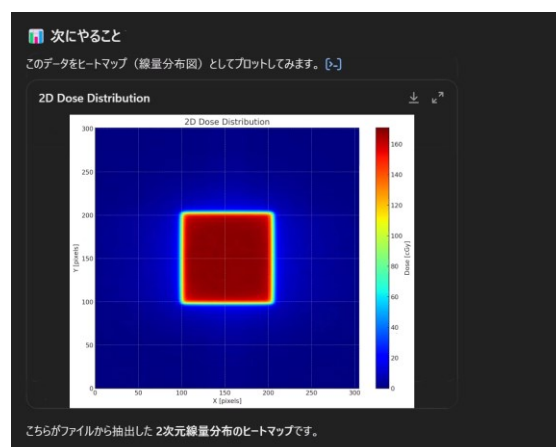 次にやること
このデータをヒートマップ（線量分布図）としてプロットしてみます。 [>-]
2D Dose Distribution
2D Dose Distribution
300
250
200
150
100
50
0
Y [pixels]
0 50 100 150 200 250 300
X [pixels]
160
140
120
100
80
60
40
20
0
Dose [cGy]
こちらがファイルから抽出した 2次元線量分布のヒートマップです。